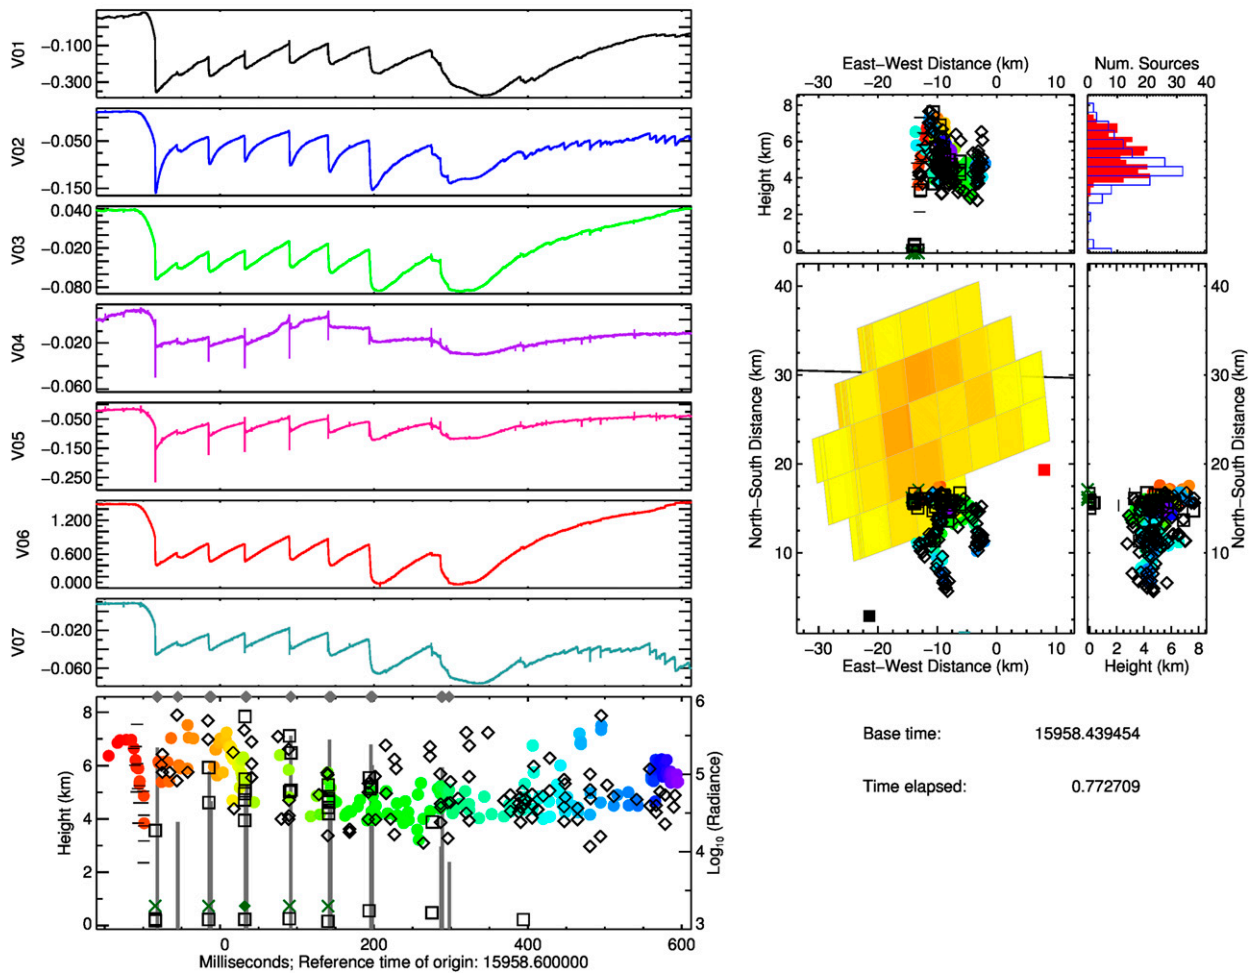 V01
−0.100
−0.300
V02
−0.050
−0.150
V03
0.040
−0.020
−0.080
V04
−0.020
−0.060
V05
−0.050
−0.150
−0.250
V06
1.200
0.600
0.000
V07
−0.020
−0.060
Height (km)
8
6
4
2
0
6
5
4
3
Log10 (Radiance)
0 200 400 600
Milliseconds; Reference time of origin: 15958.600000
East−West Distance (km)
−30 −20 −10 0 10
Height (km)
8
6
4
2
0
Num. Sources
0 10 20 30 40
North−South Distance (km)
40
30
20
10
−30 −20 −10 0 10
East−West Distance (km)
40
30
20
10
North−South Distance (km)
0 2 4 6 8
Height (km)
Base time: 15958.439454
Time elapsed: 0.772709